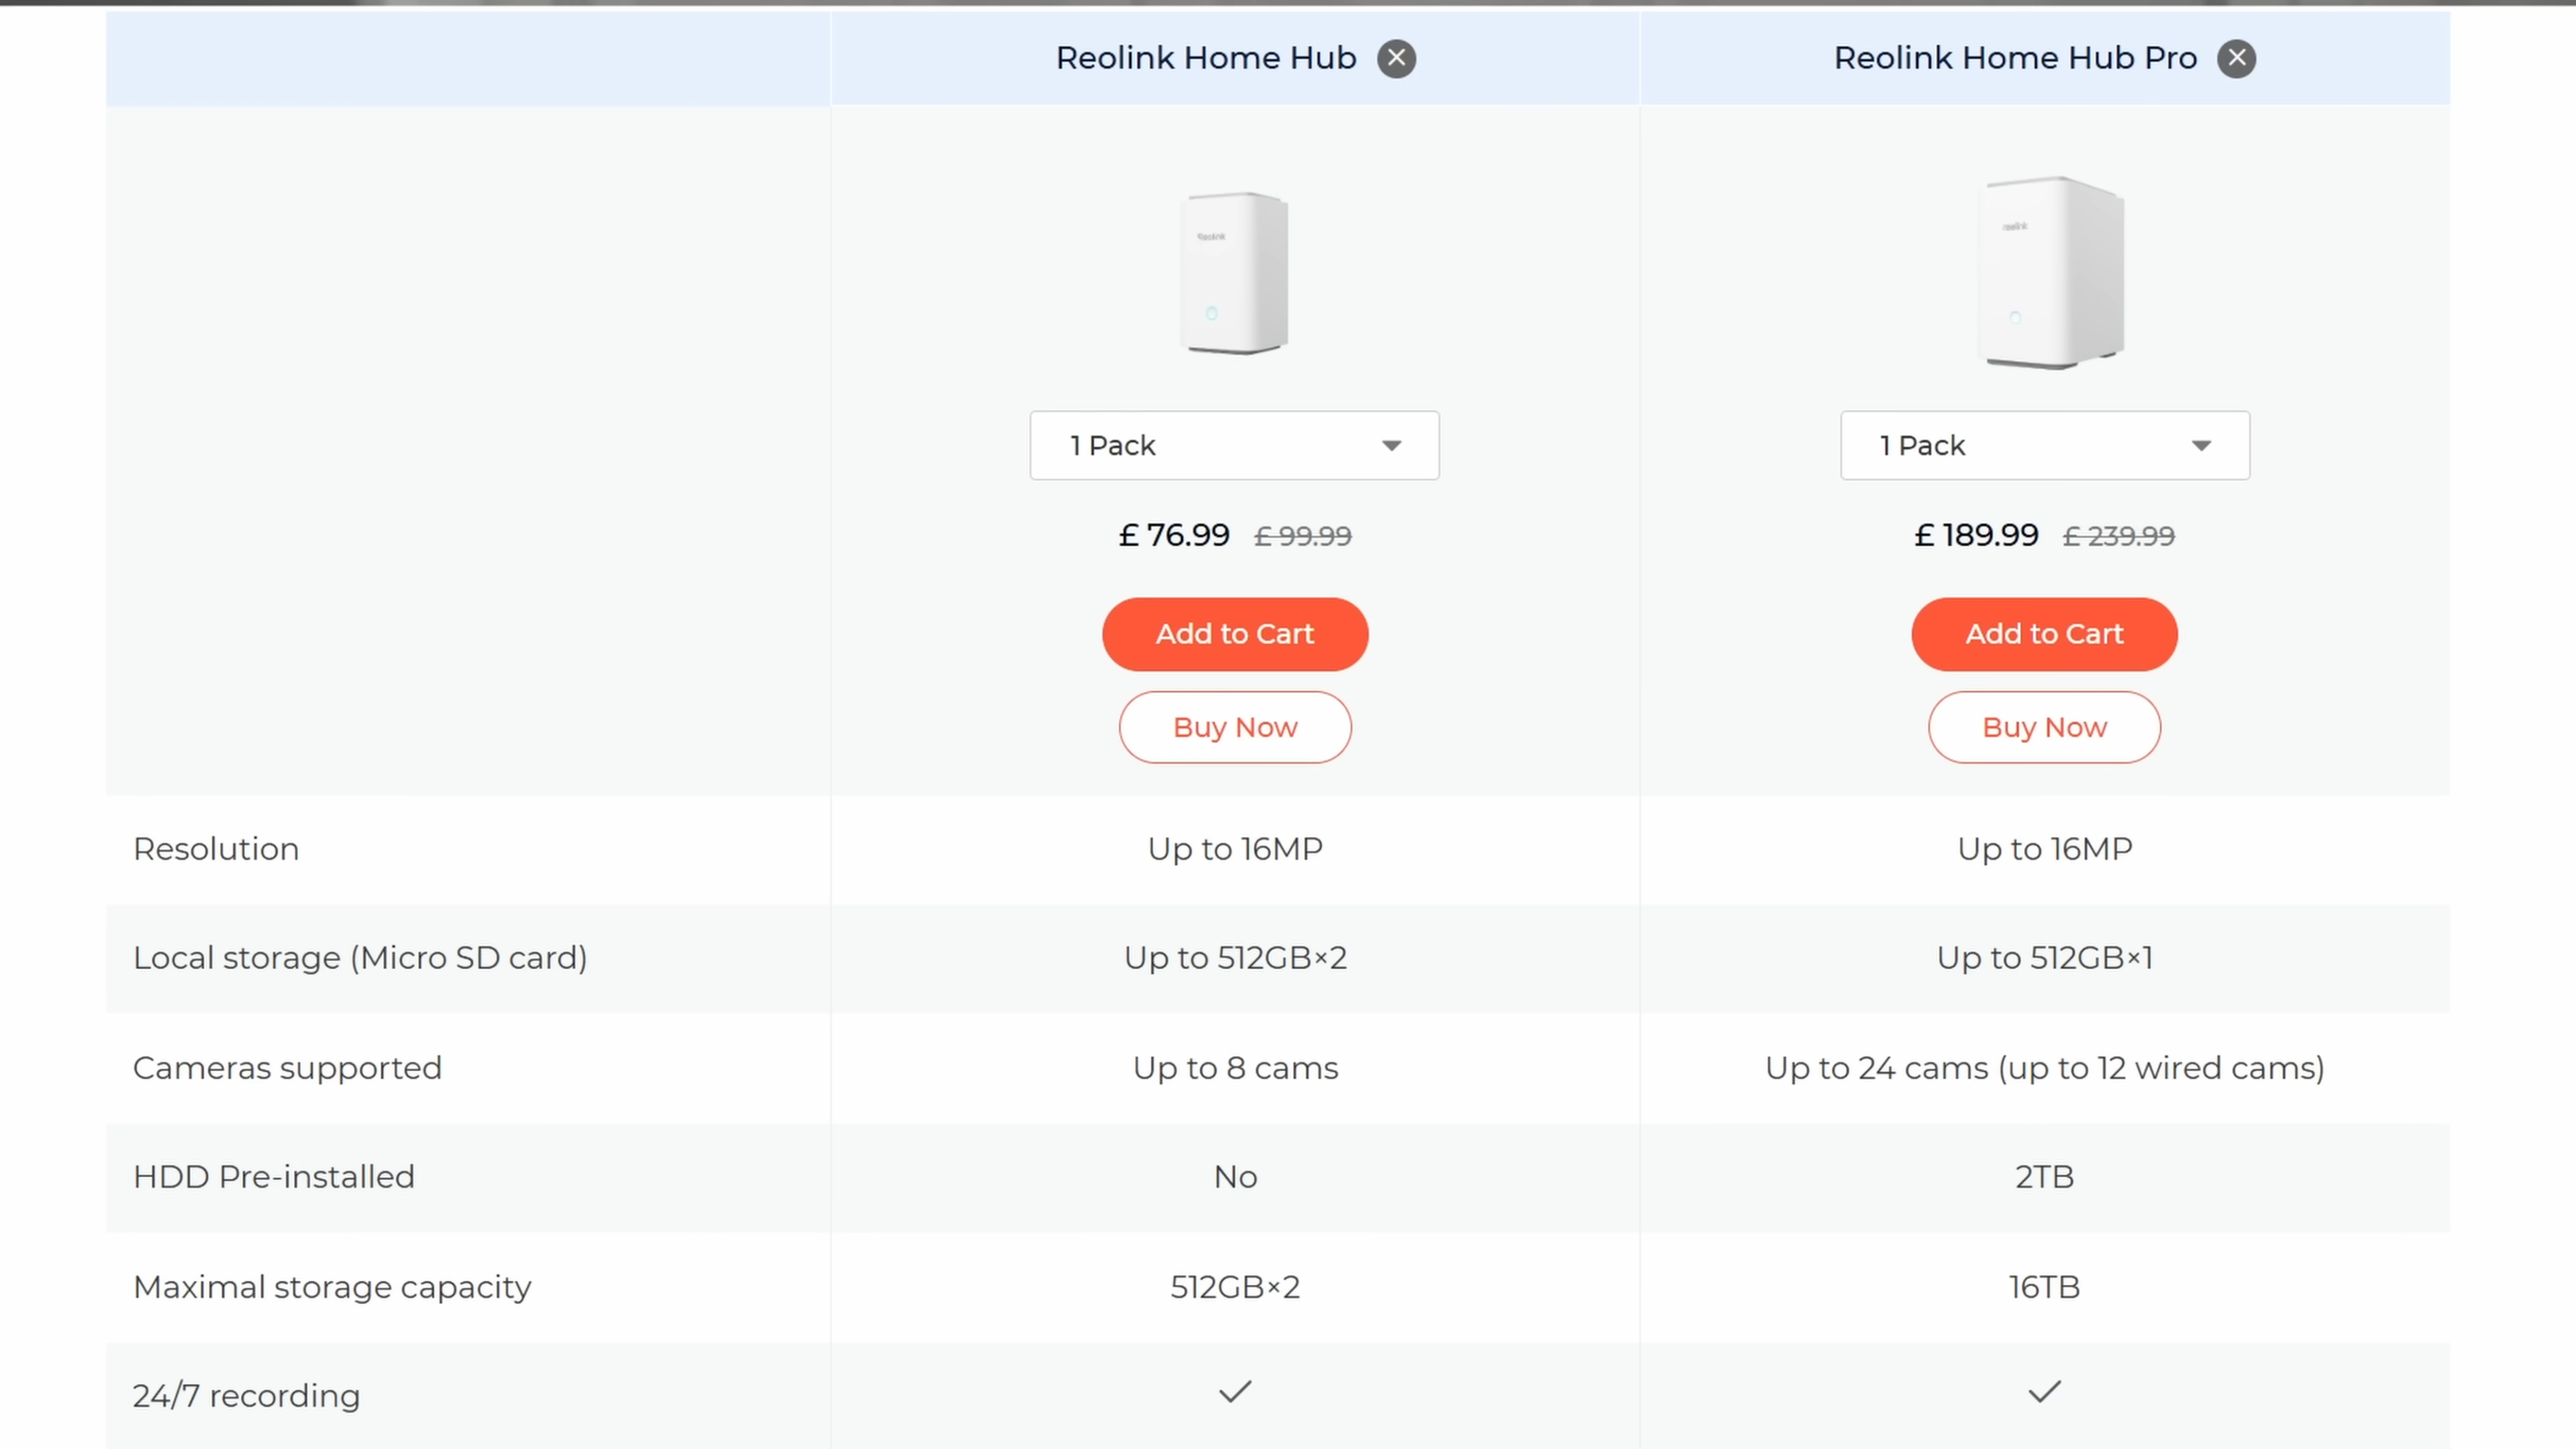 Reolink Home Hub
Reolink Home Hub Pro
Reolink
reolink
1 Pack
1 Pack
£ 76.99 £ 99.99
£ 189.99 £ 239.99
Add to Cart
Add to Cart
Buy Now
Buy Now
Resolution
Up to 16MP
Up to 16MP
Local storage (Micro SD card)
Up to 512GB×2
Up to 512GB×1
Cameras supported
Up to 8 cams
Up to 24 cams (up to 12 wired cams)
HDD Pre-installed
No
2TB
Maximal storage capacity
512GB×2
16TB
24/7 recording